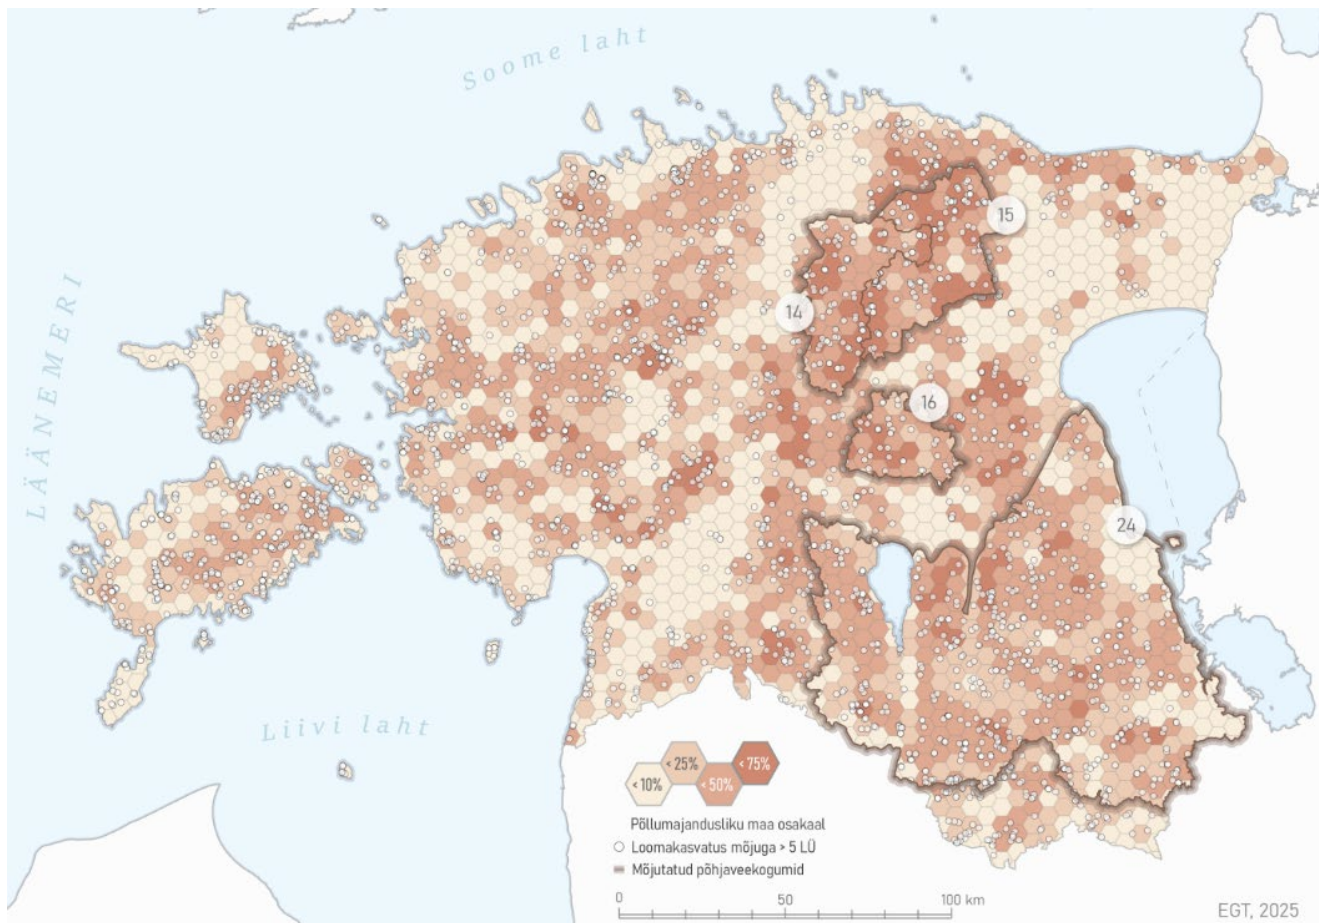 Soome laht
LÄÄNEMERI
15
14
16
24
Liivi laht
< 10%
< 25%
< 50%
< 75%
Põllumajandusliku maa osakaal
Loomakasvatus mõjuga > 5 LÜ
Mõjutatud põhjaveekogumid
0 50 100 km
EGT, 2025